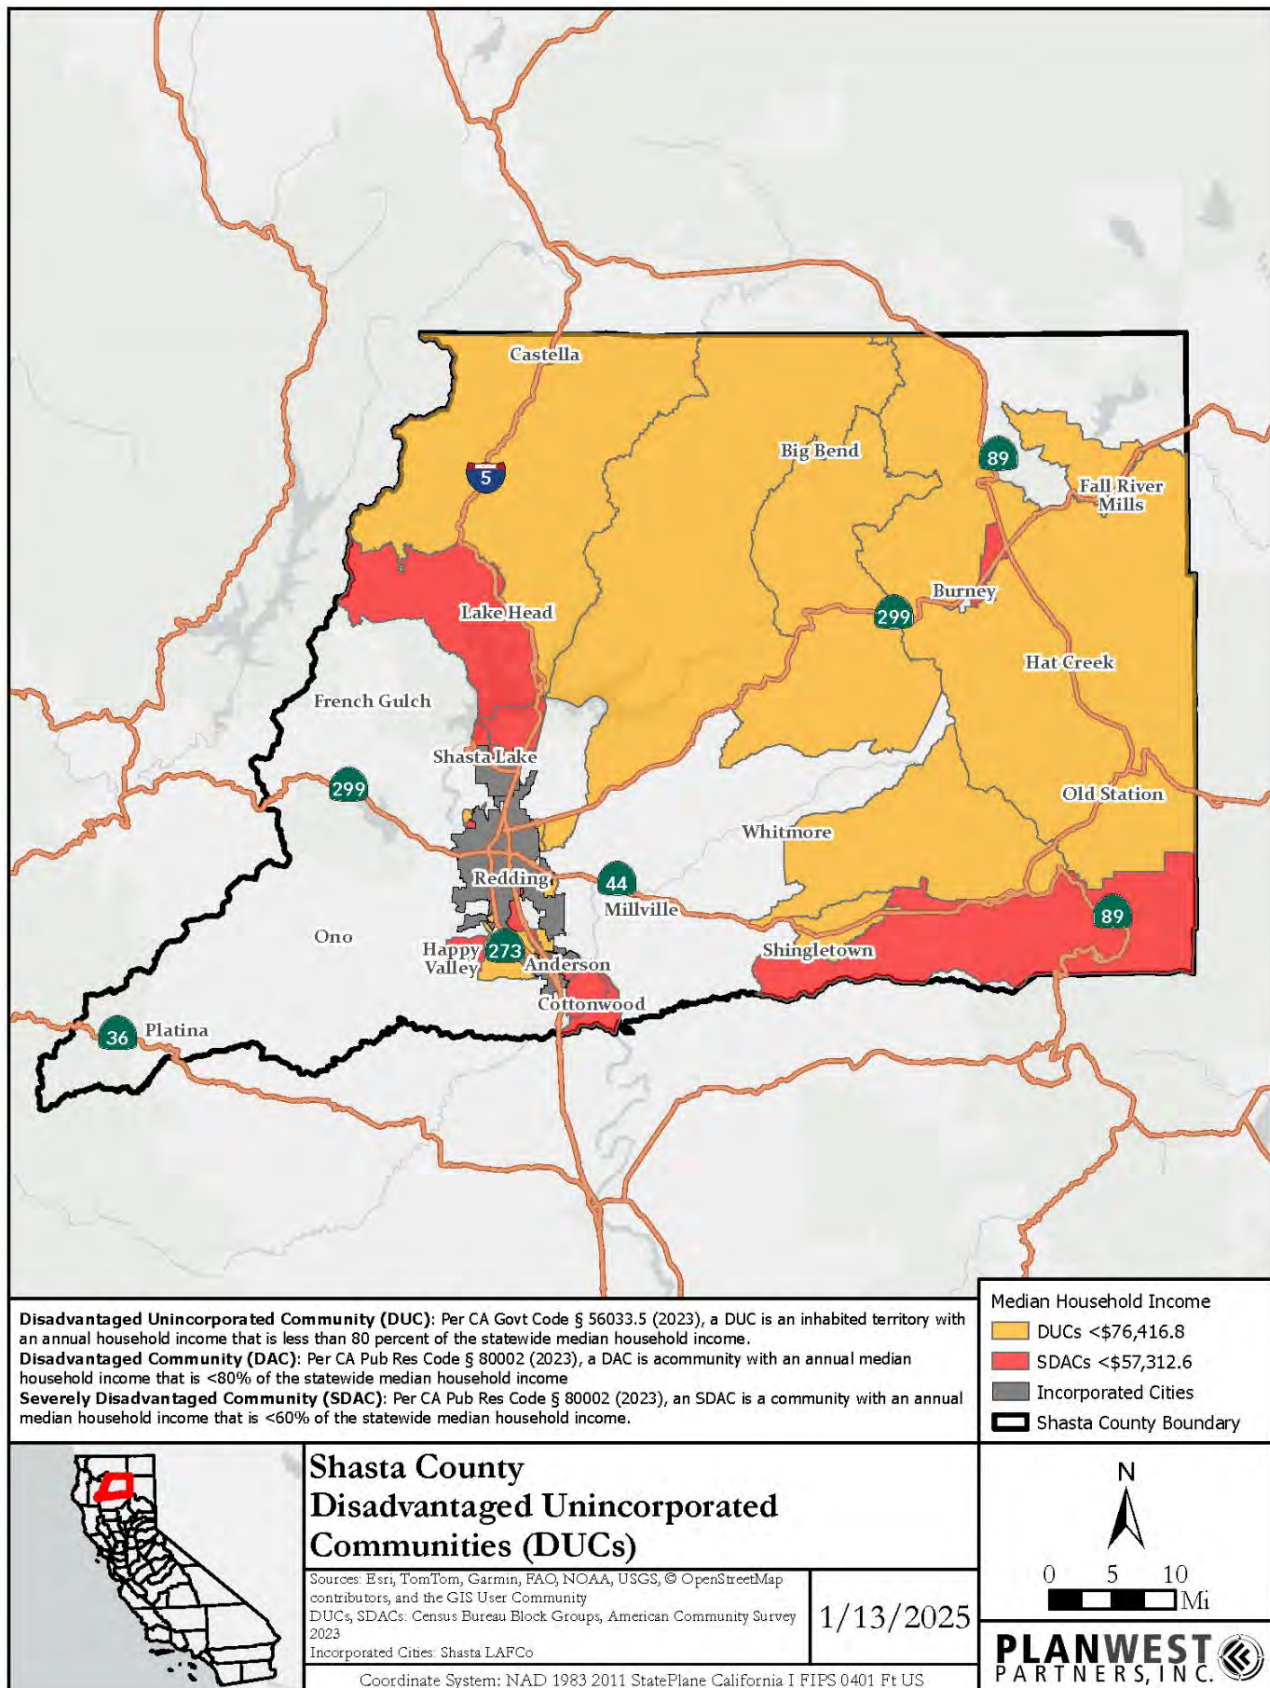 Castella
5
Big Bend
89
Fall River
Mills
Lake Head
Burney
299
Hat Creek
French Gulch
Shasta Lake
299
Old Station
Whitmore
Redding
44
Millville
89
Ono
Happy
Valley
273
Anderson
Shingletown
Cottonwood
36
Platina
Disadvantaged Unincorporated Community (DUC): Per CA Govt Code § 56033.5 (2023), a DUC is an inhabited territory with
an annual household income that is less than 80 percent of the statewide median household income.
Disadvantaged Community (DAC): Per CA Pub Res Code § 80002 (2023), a DAC is acommunity with an annual median
household income that is <80% of the statewide median household income
Severely Disadvantaged Community (SDAC): Per CA Pub Res Code § 80002 (2023), an SDAC is a community with an annual
median household income that is <60% of the statewide median household income.
Median Household Income
DUCs <$76,416.8
SDACs <$57,312.6
Incorporated Cities
Shasta County Boundary
Shasta County
Disadvantaged Unincorporated
Communities (DUCs)
Sources: Esri, TomTom, Garmin, FAO, NOAA, USGS, © OpenStreetMap
contributors, and the GIS User Community
DUCs, SDACs: Census Bureau Block Groups, American Community Survey
2023
Incorporated Cities: Shasta LAFCo
1/13/2025
Coordinate System: NAD 1983 2011 StatePlane California I FIPS 0401 Ft US
N
0 5 10
Mi
PLANWEST
PARTNERS, INC.